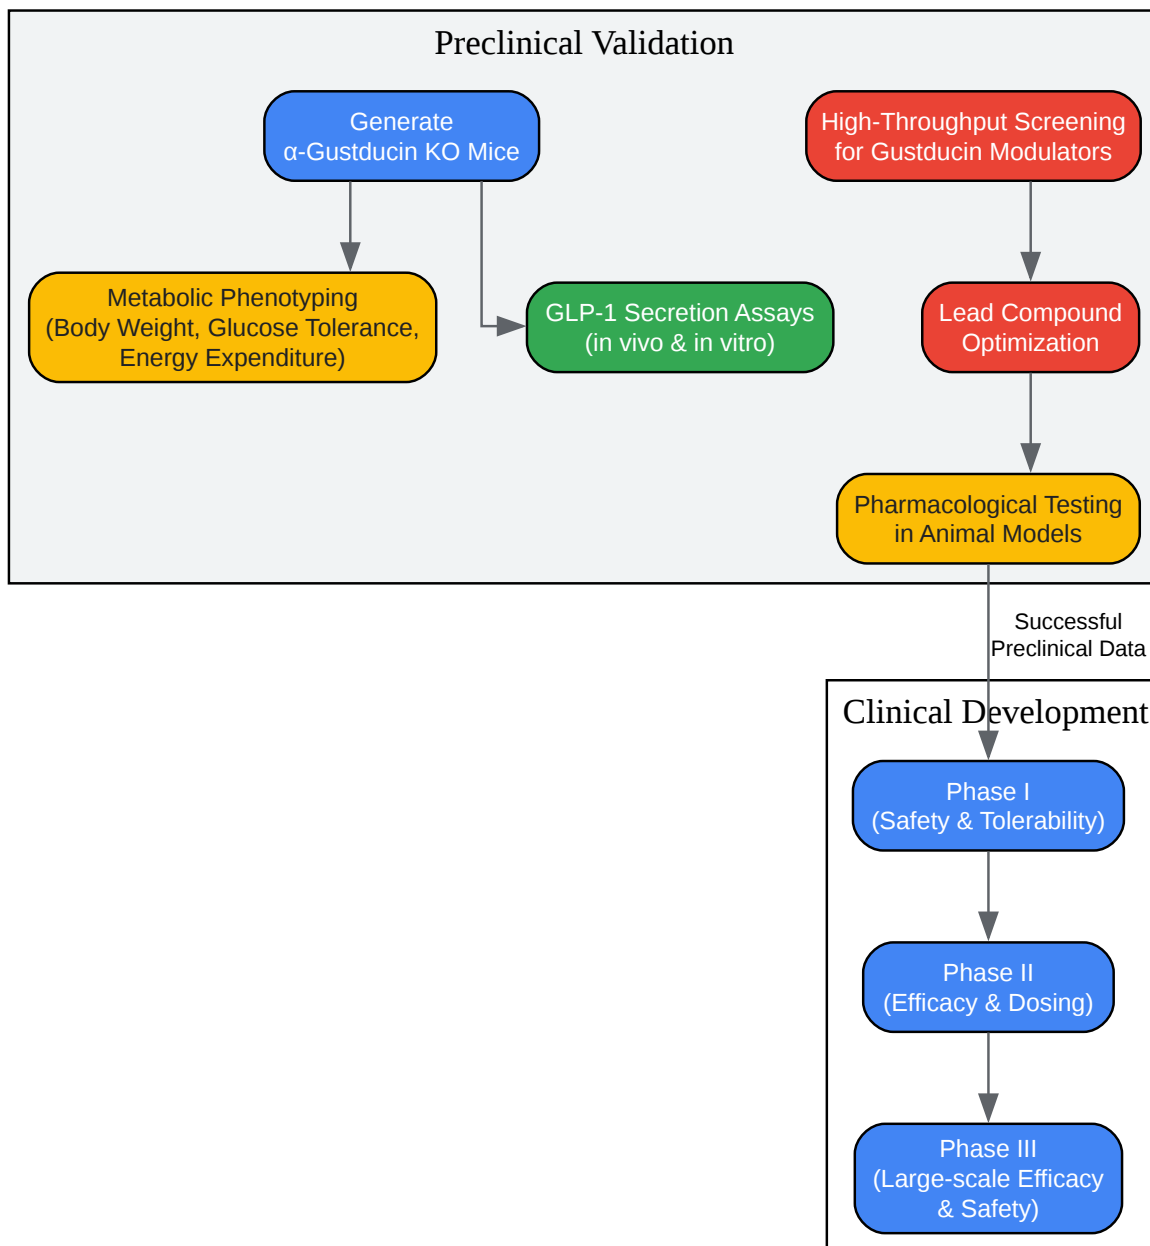 Preclinical Validation
Generate
α-Gustducin KO Mice
High-Throughput Screening
for Gustducin Modulators
Metabolic Phenotyping
(Body Weight, Glucose Tolerance,
Energy Expenditure)
GLP-1 Secretion Assays
(in vivo & in vitro)
Lead Compound
Optimization
Pharmacological Testing
in Animal Models
Successful
Preclinical Data
Clinical Development
Phase I
(Safety & Tolerability)
Phase II
(Efficacy & Dosing)
Phase III
(Large-scale Efficacy
& Safety)